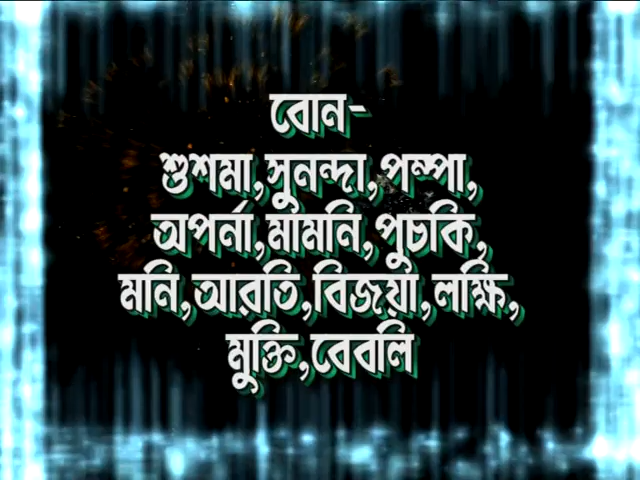 বোন-
শুশমা,সুনন্দা,পম্পা,
অপর্না,মামনি,পুচকি,
মনি,আরতি,বিজয়া,লক্ষি,
মুক্তি,বেবলি